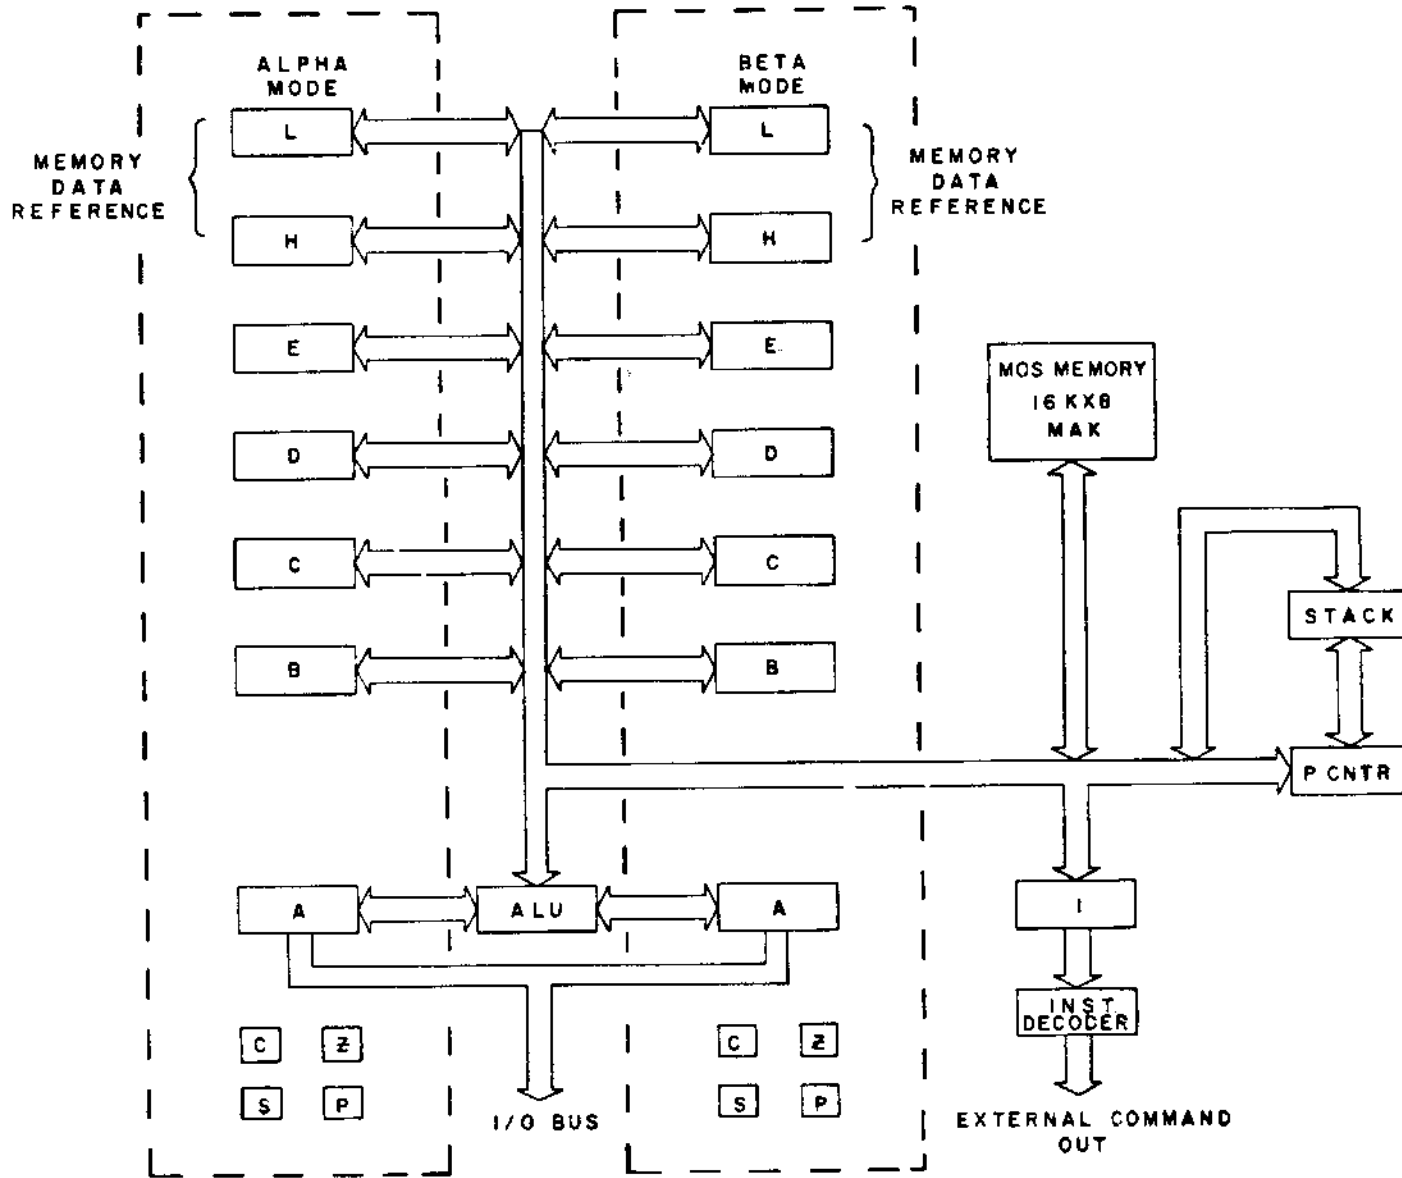 ALPHA
MODE
BETA
MODE
L
L
MEMORY
DATA
REFERENCE
MEMORY
DATA
REFERENCE
H
H
E
E
MOS MEMORY
16 KX8
MAK
D
D
C
C
STACK
B
B
P CNTR
A
ALU
A
I
INST
DECODER
C
Z
C
Z
S
P
S
P
I/O BUS
EXTERNAL COMMAND
OUT